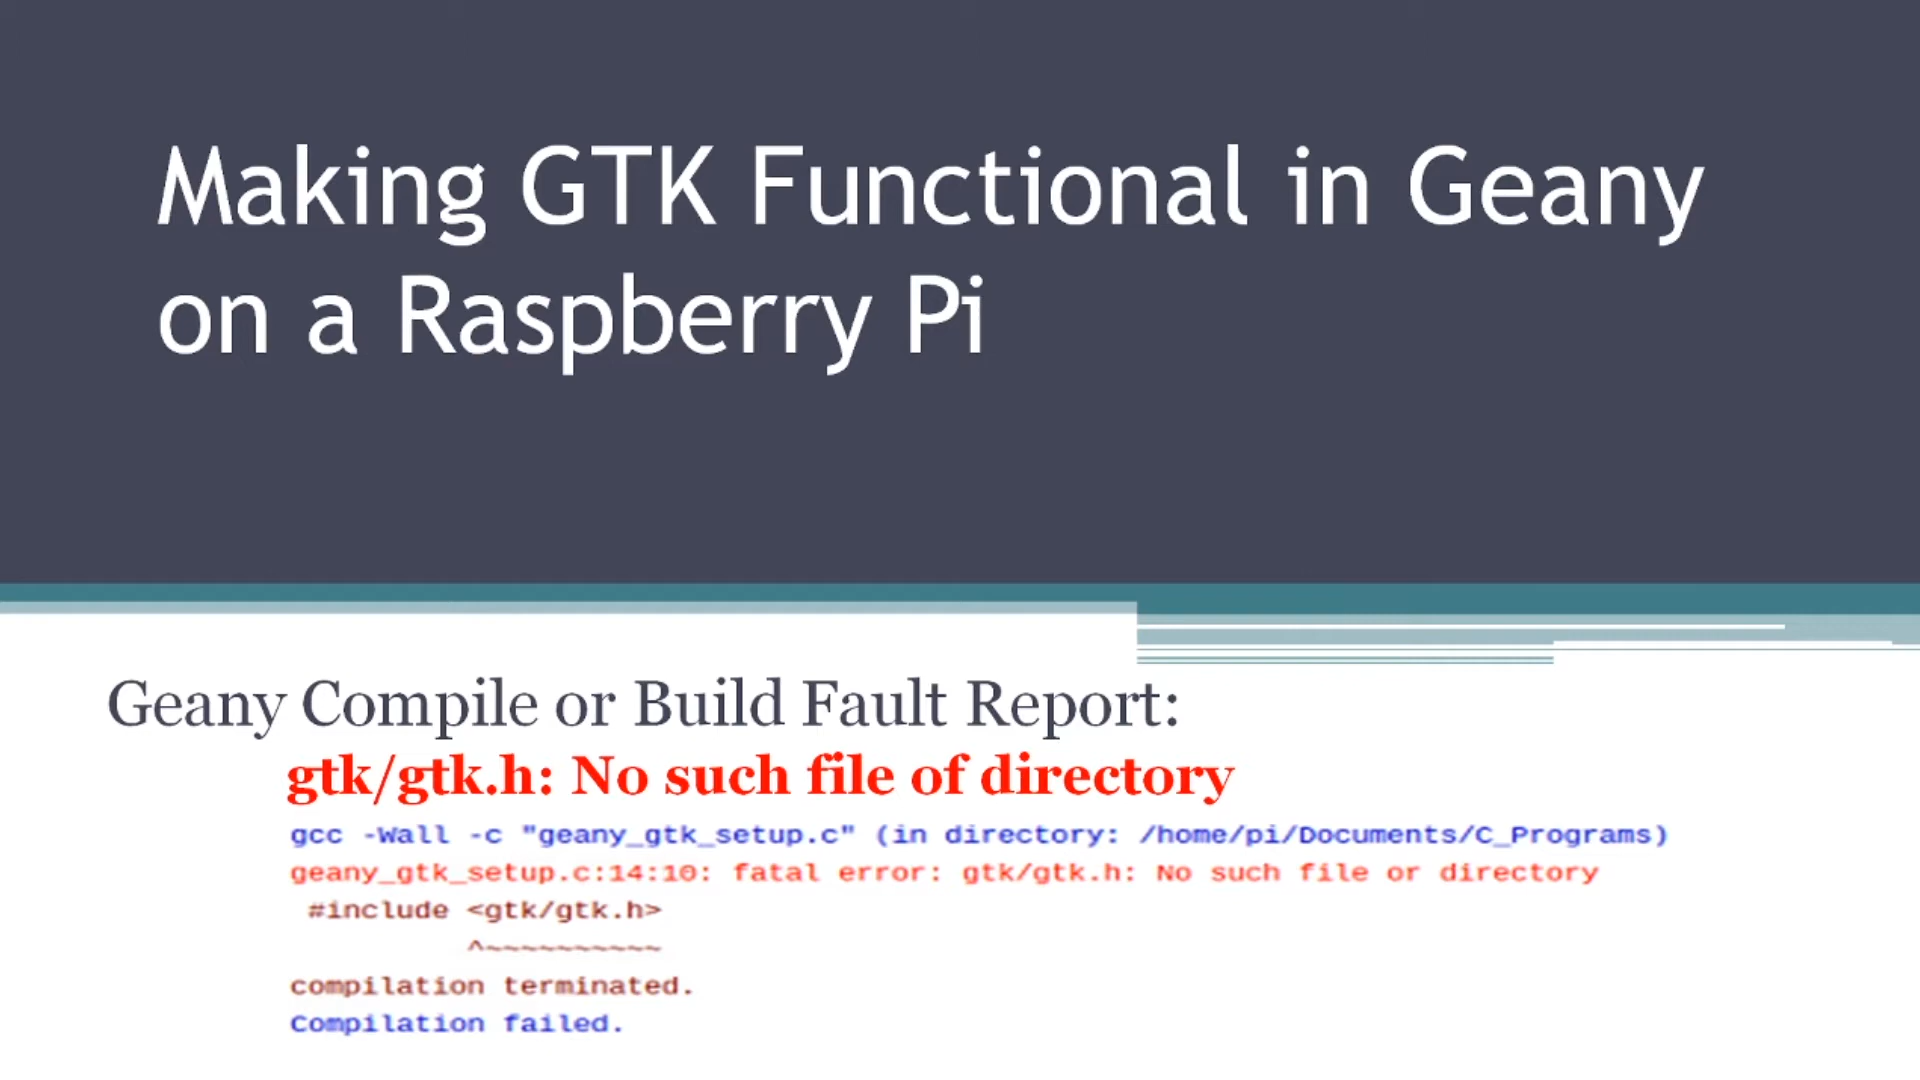 Making GTK Functional in Geany
on a Raspberry Pi
Geany Compile or Build Fault Report:
gtk/gtk.h: No such file of directory
gcc -Wall -c "geany_gtk_setup.c" (in directory: /home/pi/Documents/C_Programs)
geany_gtk_setup.c:14:10: fatal error: gtk/gtk.h: No such file or directory
#include <gtk/gtk.h>
^~~~~~~~~~~
compilation terminated.
Compilation failed.